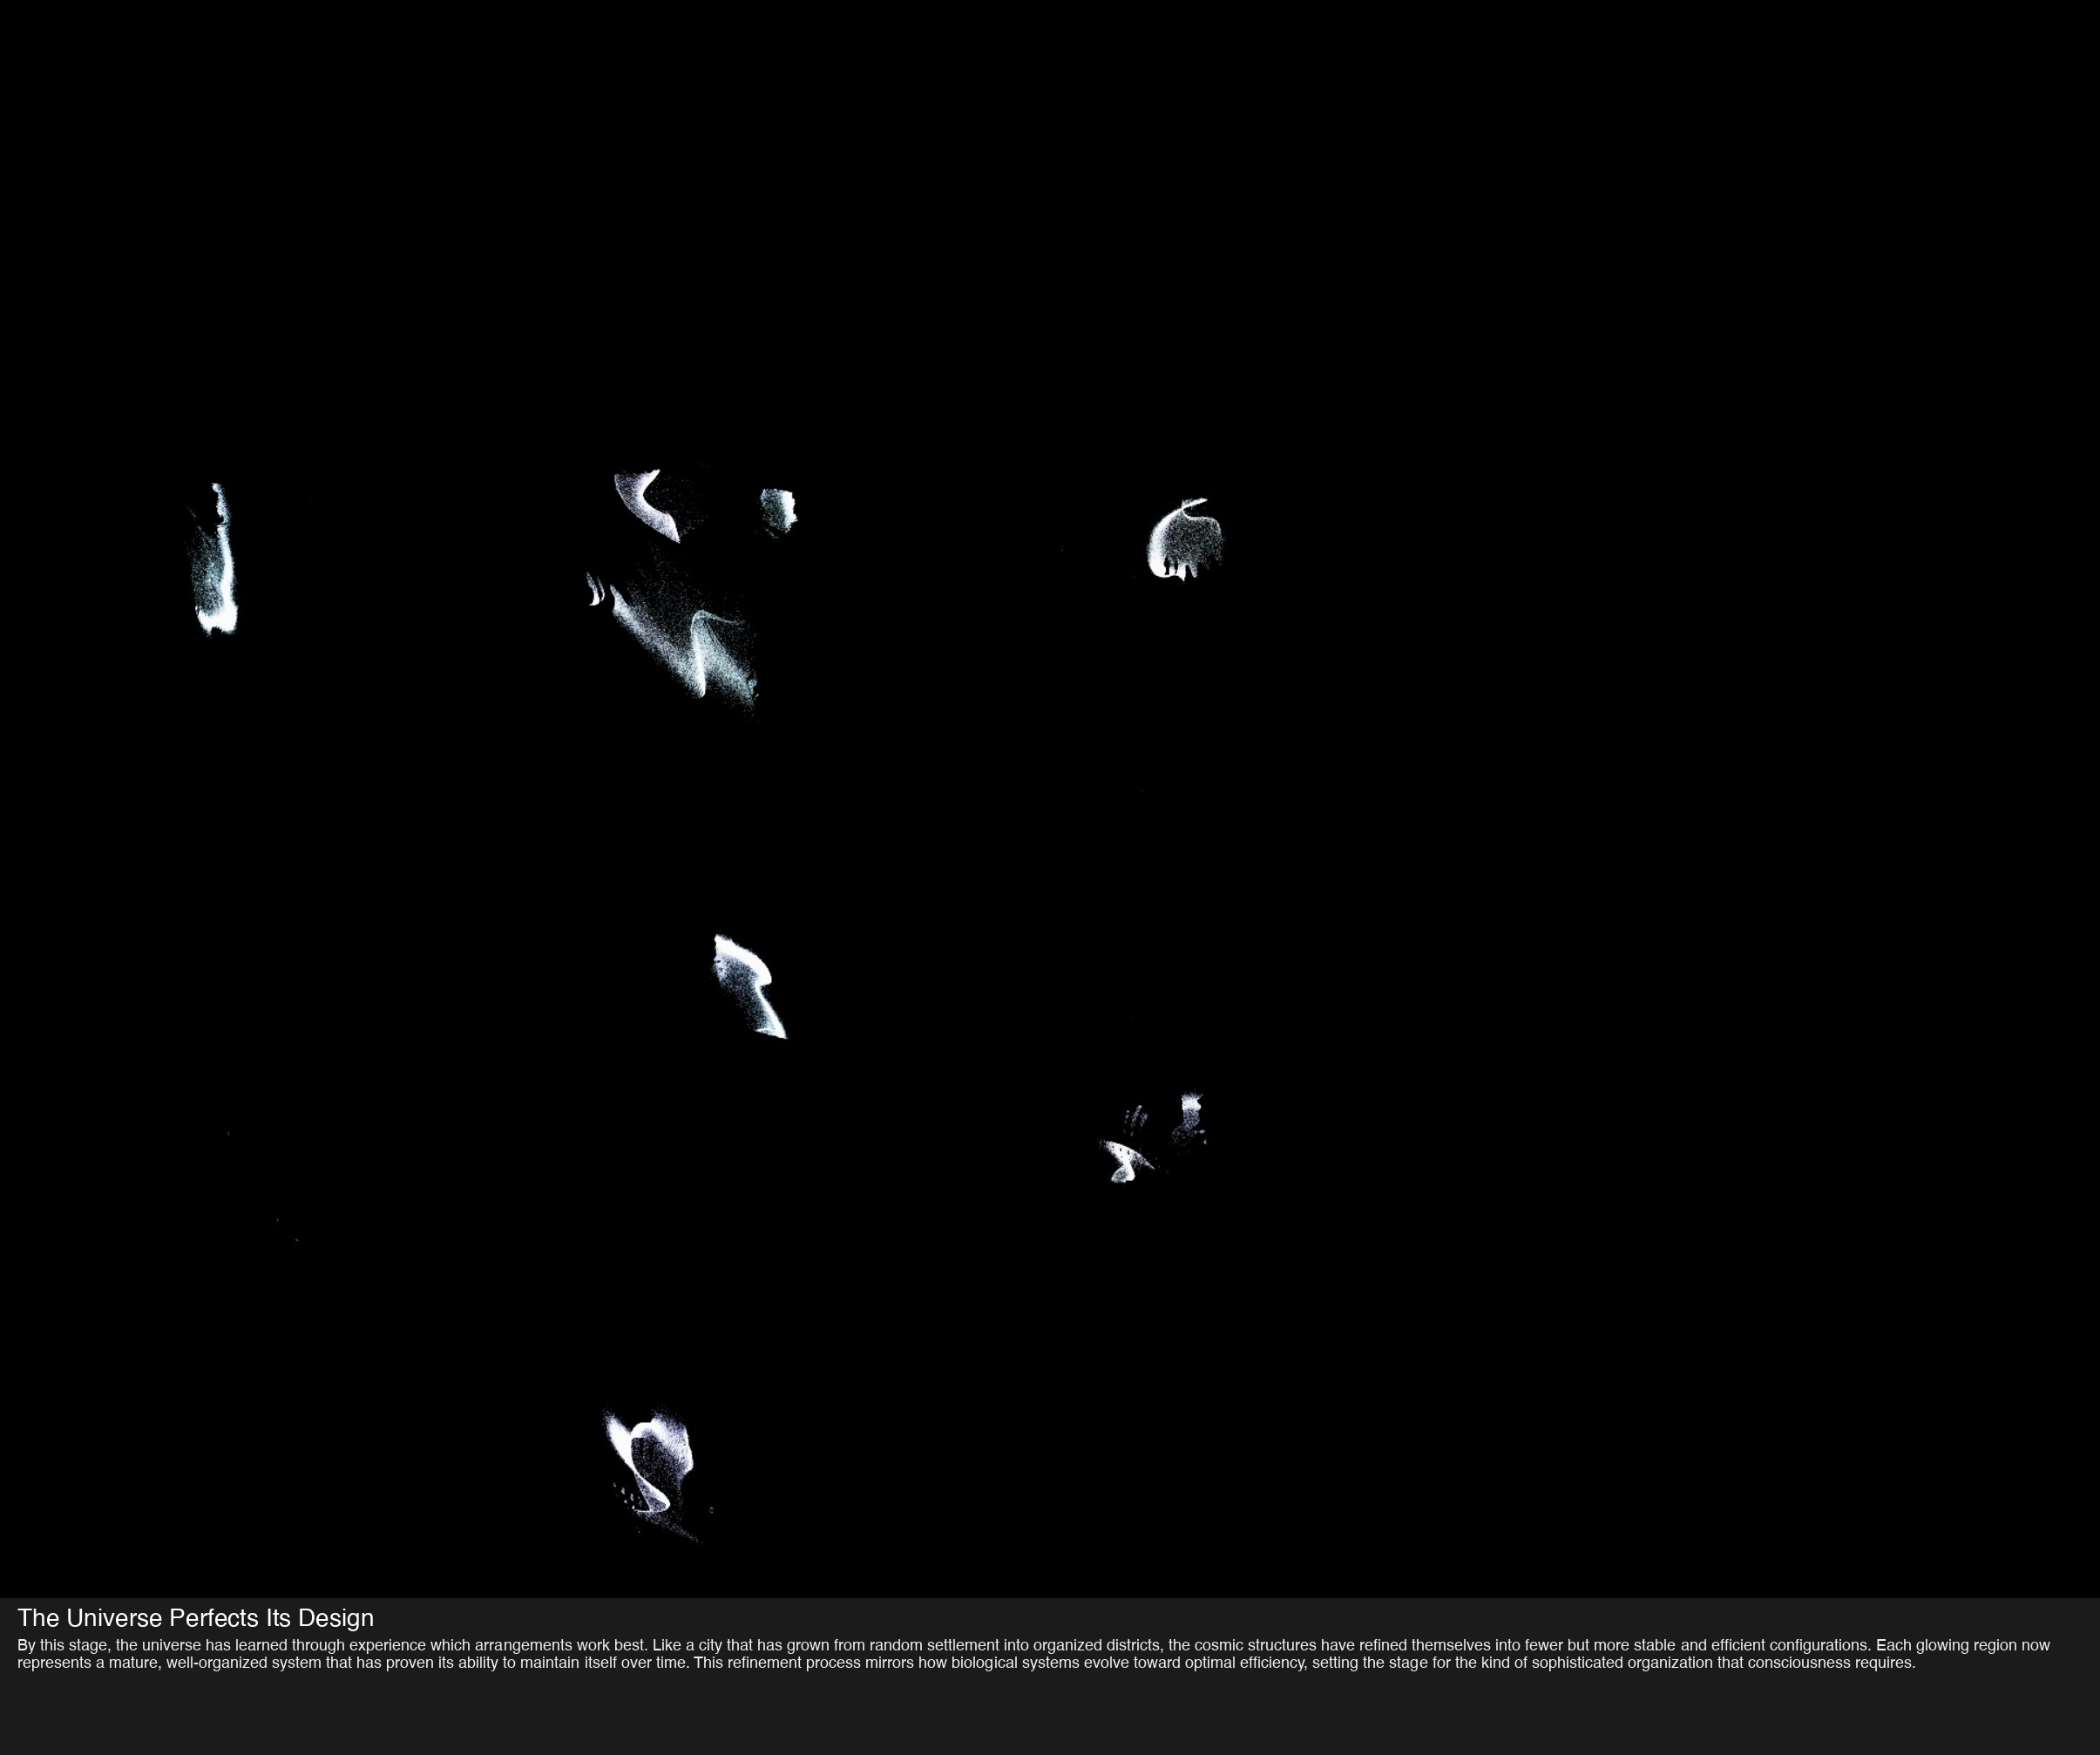 The Universe Perfects Its Design
By this stage, the universe has learned through experience which arrangements work best. Like a city that has grown from random settlement into organized districts, the cosmic structures have refined themselves into fewer but more stable and efficient configurations. Each glowing region now
represents a mature, well-organized system that has proven its ability to maintain itself over time. This refinement process mirrors how biological systems evolve toward optimal efficiency, setting the stage for the kind of sophisticated organization that consciousness requires.